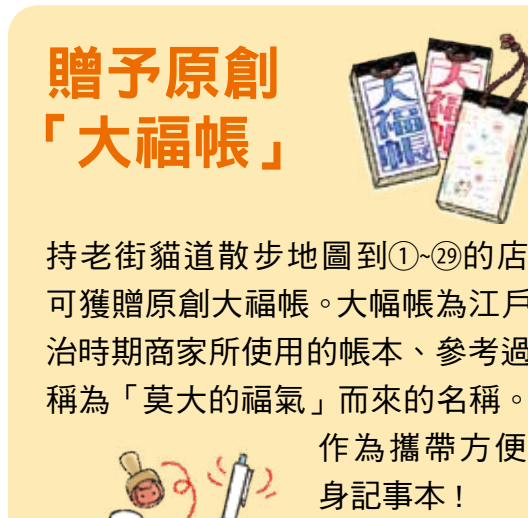 贈予原創
「大福帳」
大福帳
大福帳
持老街貓道散步地圖到①~㉙的店
可獲贈原創大福帳。大幅帳為江戶
治時期商家所使用的帳本、參考過
稱為「莫大的福氣」而來的名稱。
作為攜帶方便
身記事本！